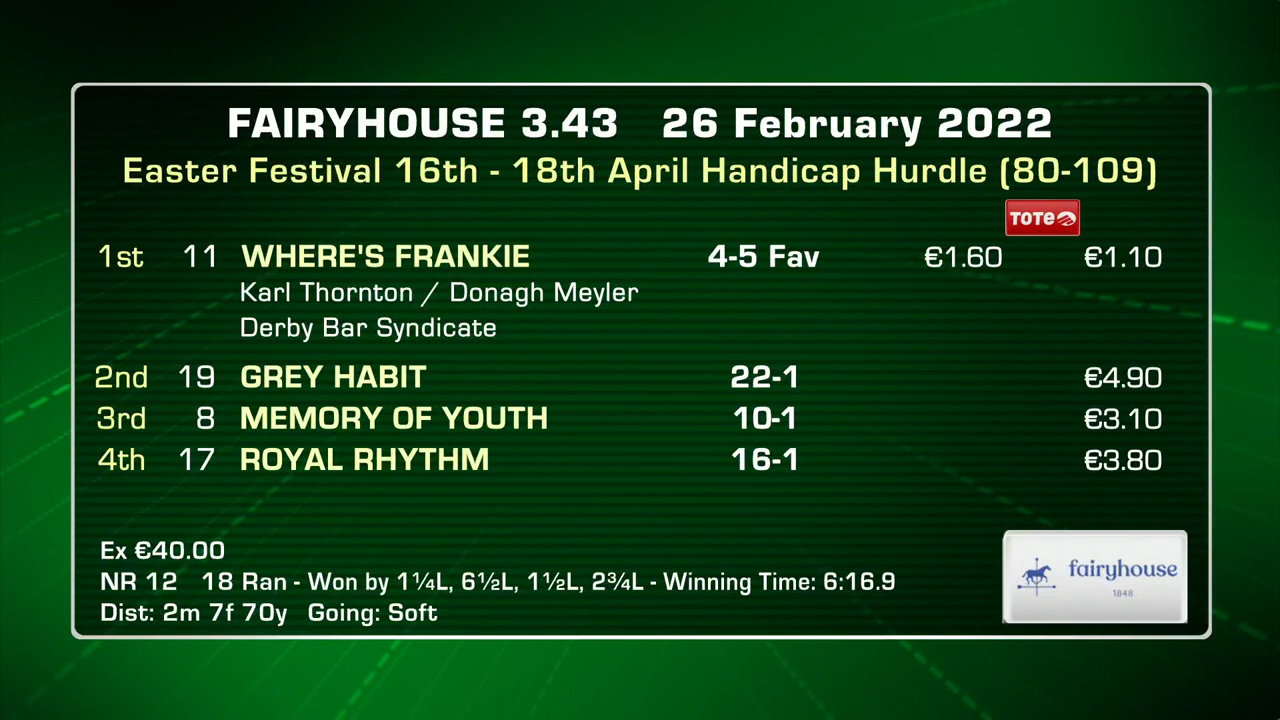 FAIRYHOUSE 3.43 26 February 2022
Easter Festival 16th - 18th April Handicap Hurdle (80-109)
TOTE
1st 11 WHERE'S FRANKIE 4-5 Fav €1.60 €1.10
Karl Thornton / Donagh Meyler
Derby Bar Syndicate
2nd 19 GREY HABIT 22-1 €4.90
3rd 8 MEMORY OF YOUTH 10-1 €3.10
4th 17 ROYAL RHYTHM 16-1 €3.80
Ex €40.00
NR 12 18 Ran - Won by 1¼L, 6½L, 1½L, 2¾L - Winning Time: 6:16.9
Dist: 2m 7f 70y Going: Soft
fairyhouse
1848